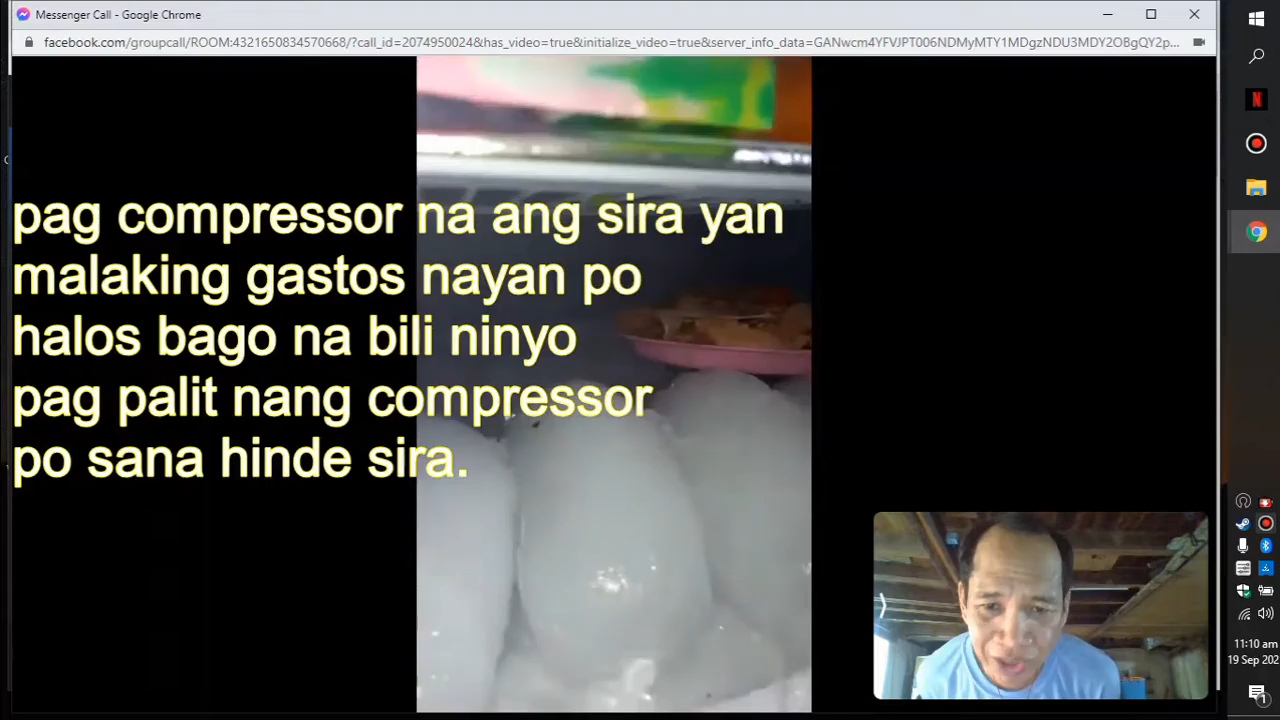 Messenger Call - Google Chrome
facebook.com/groupcall/ROOM:4321650834570668/?call_id=2074950024&has_video=true&initialize_video=true&server_info_data=GANwcm4YFVJPT006NDMyMTY1MDgzNDU3MDY2OBgQY2p...
pag compressor na ang sira yan
malaking gastos nayan po
halos bago na bili ninyo
pag palit nang compressor
po sana hinde sira.
11:10 am
19 Sep 202
1